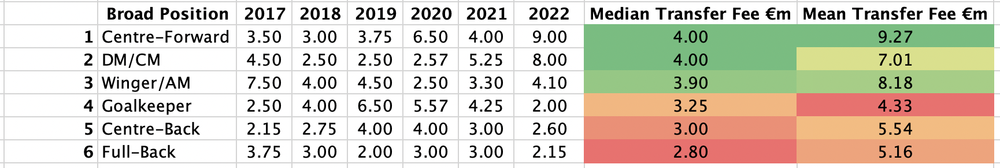 Broad Position 2017 2018 2019 2020 2021 2022 Median Transfer Fee €m Mean Transfer Fee €m
1 Centre-Forward 3.50 3.00 3.75 6.50 4.00 9.00 4.00 9.27
2 DM/CM 4.50 2.50 2.50 2.57 5.25 8.00 4.00 7.01
3 Winger/AM 7.50 4.00 4.50 2.50 3.30 4.10 3.90 8.18
4 Goalkeeper 2.50 4.00 6.50 5.57 4.25 2.00 3.25 4.33
5 Centre-Back 2.15 2.75 4.00 4.00 3.00 2.60 3.00 5.54
6 Full-Back 3.75 3.00 2.00 3.00 3.00 2.15 2.80 5.16